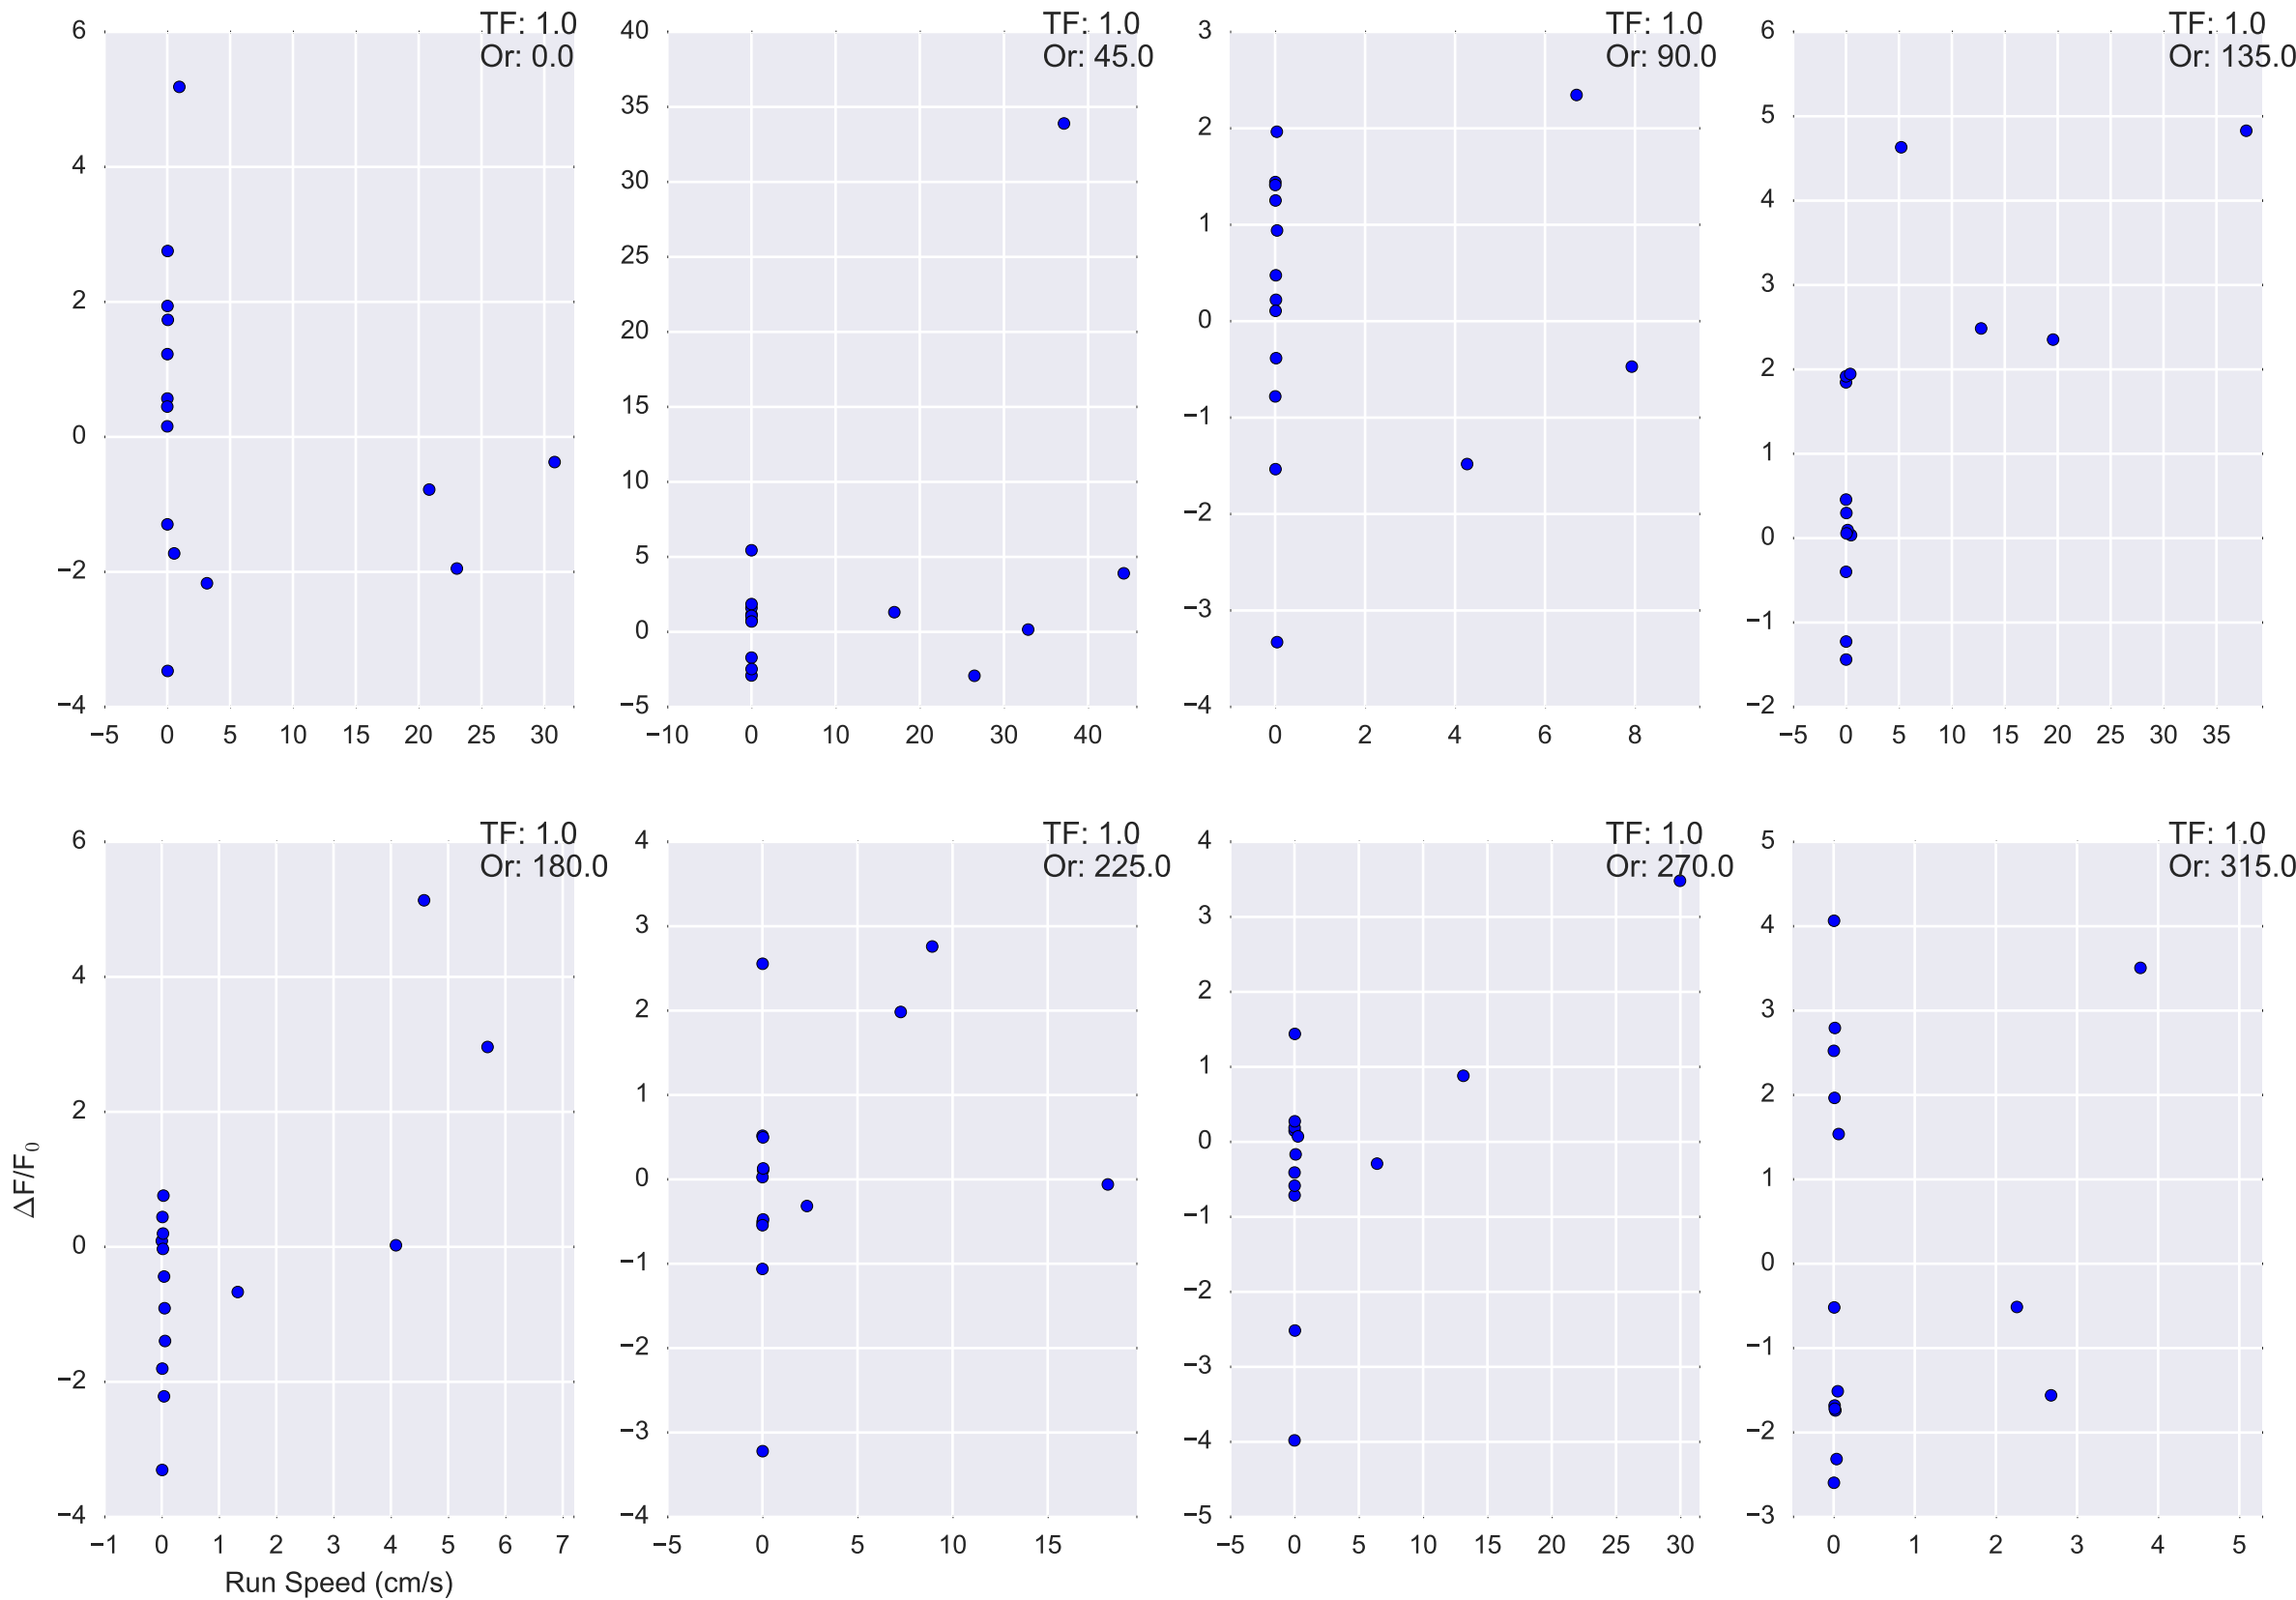 TF: 1.0
Or: 0.0
6
4
2
0
−2
−4
−5 0 5 10 15 20 25 30
TF: 1.0
Or: 45.0
40
35
30
25
20
15
10
5
0
−5
−10 0 10 20 30 40
TF: 1.0
Or: 90.0
3
2
1
0
−1
−2
−3
−4
0 2 4 6 8
TF: 1.0
Or: 135.0
6
5
4
3
2
1
0
−1
−2
−5 0 5 10 15 20 25 30 35
TF: 1.0
Or: 180.0
6
4
2
0
−2
−4
−1 0 1 2 3 4 5 6 7
Run Speed (cm/s)
ΔF/F₀
TF: 1.0
Or: 225.0
4
3
2
1
0
−1
−2
−3
−4
−5 0 5 10 15
TF: 1.0
Or: 270.0
4
3
2
1
0
−1
−2
−3
−4
−5
−5 0 5 10 15 20 25 30
TF: 1.0
Or: 315.0
5
4
3
2
1
0
−1
−2
−3
0 1 2 3 4 5